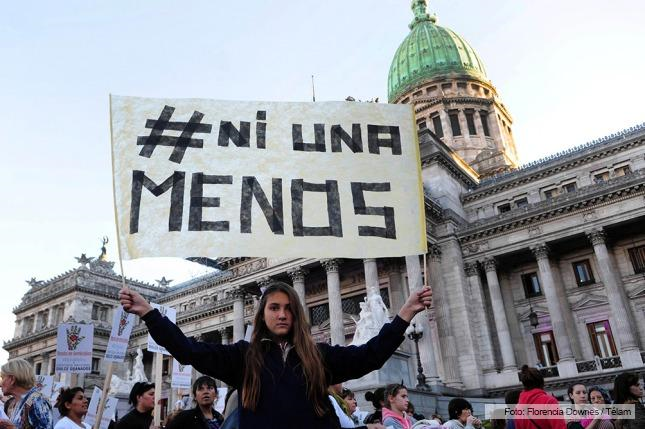 #NI UNA
MENOS
Foto: Florencia Downes / Télam